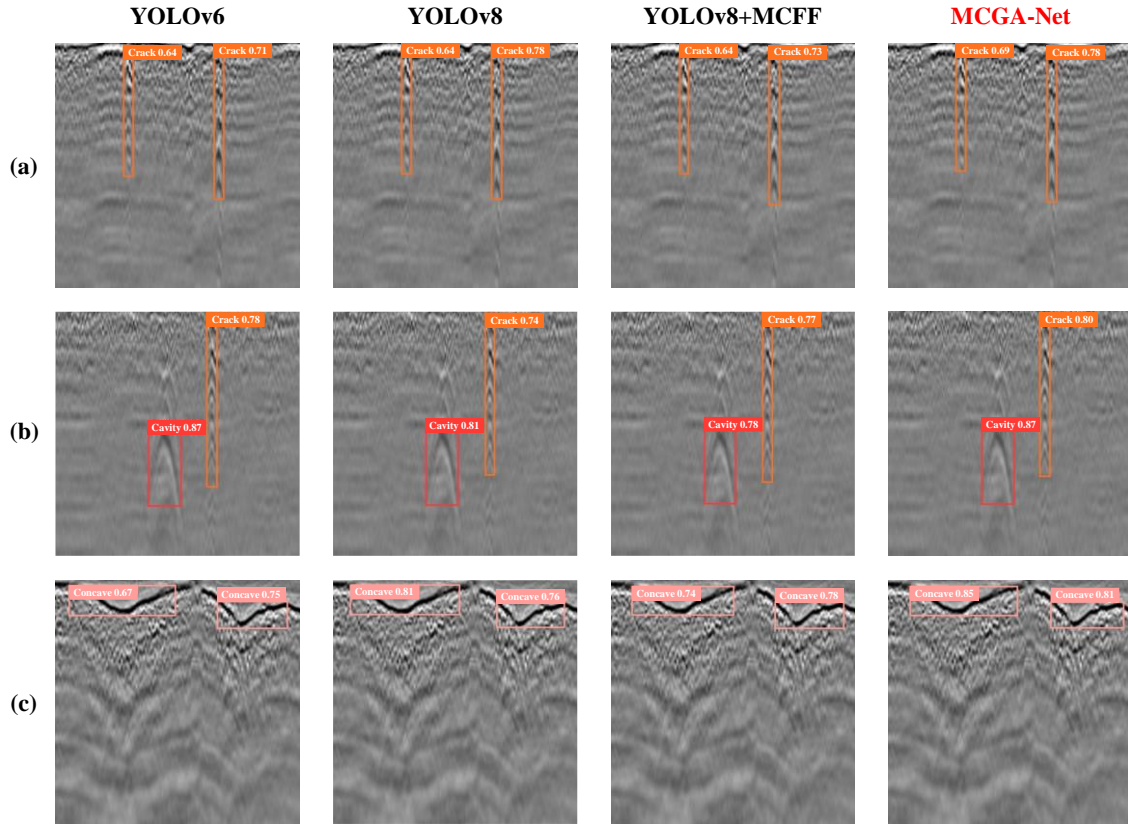 YOLOv6 YOLOv8 YOLOv8+MCFF MCGA-Net
(a)
Crack 0.64 Crack 0.71
Crack 0.64 Crack 0.78
Crack 0.64 Crack 0.73
Crack 0.69 Crack 0.78
(b)
Crack 0.78
Cavity 0.87
Crack 0.74
Cavity 0.81
Crack 0.77
Cavity 0.78
Crack 0.80
Cavity 0.87
(c)
Concave 0.67 Concave 0.75
Concave 0.81 Concave 0.76
Concave 0.74 Concave 0.78
Concave 0.85 Concave 0.81